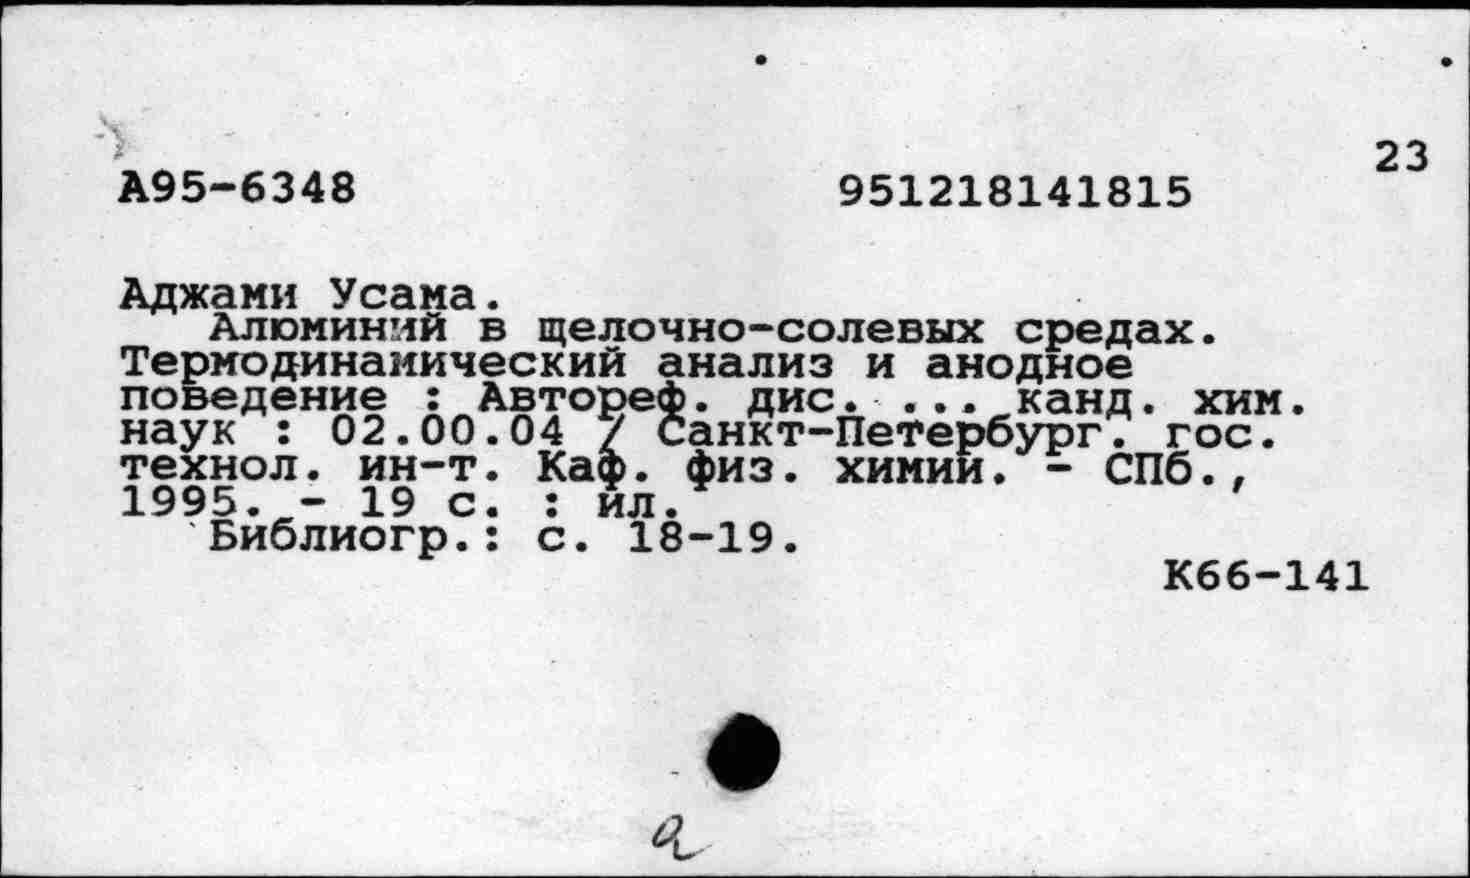 23
А95-6348 951218141815
Аджами Усама.
Алюминий в щелочно-солевых средах.
Термодинамический анализ и анодное
поведение : Автореф. дис. ... канд. хим.
наук : 02.00.04 / Санкт-Петербург. гос.
технол. ин-т. Каф. физ. химии. - СПб.,
1995. - 19 с. : ил.
Библиогр.: с. 18-19.
К66-141